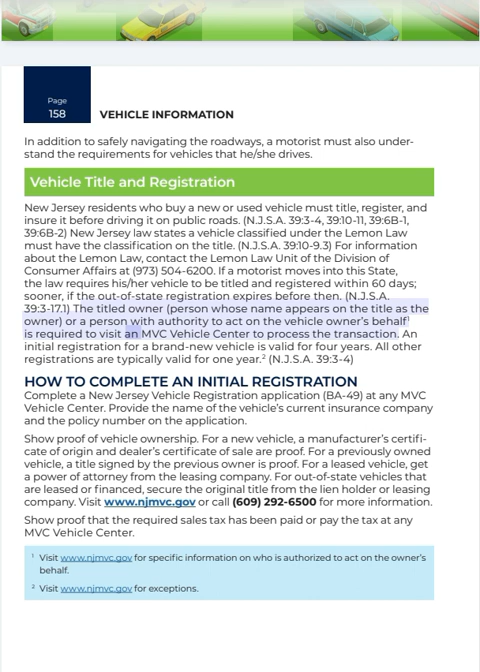 Page
158
VEHICLE INFORMATION
In addition to safely navigating the roadways, a motorist must also under-
stand the requirements for vehicles that he/she drives.
Vehicle Title and Registration
New Jersey residents who buy a new or used vehicle must title, register, and
insure it before driving it on public roads. (N.J.S.A. 39:3-4, 39:10-11, 39:6B-1,
39:6B-2) New Jersey law states a vehicle classified under the Lemon Law
must have the classification on the title. (N.J.S.A. 39:10-9.3) For information
about the Lemon Law, contact the Lemon Law Unit of the Division of
Consumer Affairs at (973) 504-6200. If a motorist moves into this State,
the law requires his/her vehicle to be titled and registered within 60 days;
sooner, if the out-of-state registration expires before then. (N.J.S.A.
39:3-17.1) The titled owner (person whose name appears on the title as the
owner) or a person with authority to act on the vehicle owner's behalf¹
is required to visit an MVC Vehicle Center to process the transaction. An
initial registration for a brand-new vehicle is valid for four years. All other
registrations are typically valid for one year.² (N.J.S.A. 39:3-4)
HOW TO COMPLETE AN INITIAL REGISTRATION
Complete a New Jersey Vehicle Registration application (BA-49) at any MVC
Vehicle Center. Provide the name of the vehicle's current insurance company
and the policy number on the application.
Show proof of vehicle ownership. For a new vehicle, a manufacturer's certifi-
cate of origin and dealer's certificate of sale are proof. For a previously owned
vehicle, a title signed by the previous owner is proof. For a leased vehicle, get
a power of attorney from the leasing company. For out-of-state vehicles that
are leased or financed, secure the original title from the lien holder or leasing
company. Visit www.njmvc.gov or call (609) 292-6500 for more information.
Show proof that the required sales tax has been paid or pay the tax at any
MVC Vehicle Center.
¹ Visit www.njmvc.gov for specific information on who is authorized to act on the owner's
behalf.
² Visit www.njmvc.gov for exceptions.